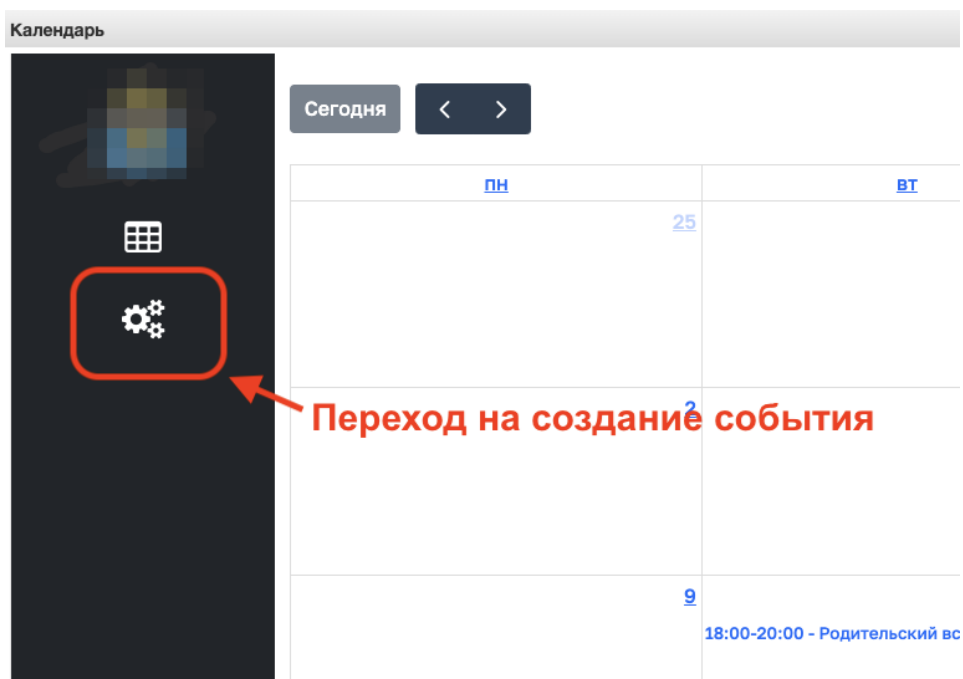 Календарь
Сегодня
ПН ВТ
25
2
Переход на создание события
9
18:00-20:00 - Родительский вс